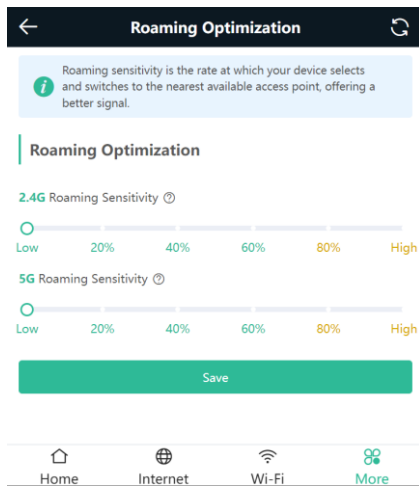 Roaming Optimization
Roaming sensitivity is the rate at which your device selects
and switches to the nearest available access point, offering a
better signal.
Roaming Optimization
2.4G Roaming Sensitivity
Low 20% 40% 60% 80% High
5G Roaming Sensitivity
Low 20% 40% 60% 80% High
Save
Home Internet Wi-Fi More